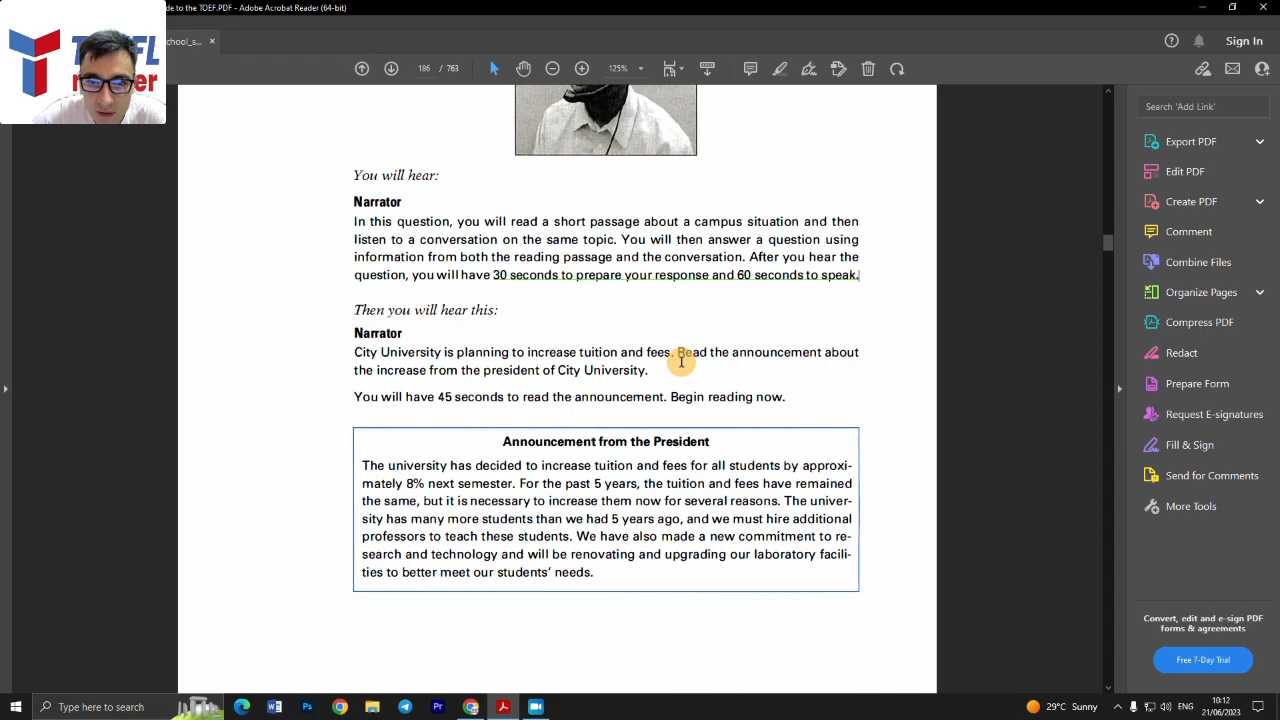 de to the TOEF.PDF - Adobe Acrobat Reader (64-bit)
chool_s...
Sign In
186 / 763
125%
Search 'Add Link'
You will hear:
Narrator
In this question, you will read a short passage about a campus situation and then
listen to a conversation on the same topic. You will then answer a question using
information from both the reading passage and the conversation. After you hear the
question, you will have 30 seconds to prepare your response and 60 seconds to speak.
Then you will hear this:
Narrator
City University is planning to increase tuition and fees. Read the announcement about
the increase from the president of City University.
You will have 45 seconds to read the announcement. Begin reading now.
Announcement from the President
The university has decided to increase tuition and fees for all students by approxi-
mately 8% next semester. For the past 5 years, the tuition and fees have remained
the same, but it is necessary to increase them now for several reasons. The univer-
sity has many more students than we had 5 years ago, and we must hire additional
professors to teach these students. We have also made a new commitment to re-
search and technology and will be renovating and upgrading our laboratory facili-
ties to better meet our students' needs.
Export PDF
Edit PDF
Create PDF
Comment
Combine Files
Organize Pages
Compress PDF
Redact
Prepare Form
Request E-signatures
Fill & Sign
Send for Comments
More Tools
Convert, edit and e-sign PDF
forms & agreements
Free 7-Day Trial
Type here to search
29°C Sunny
ENG
10:12
21/06/2023